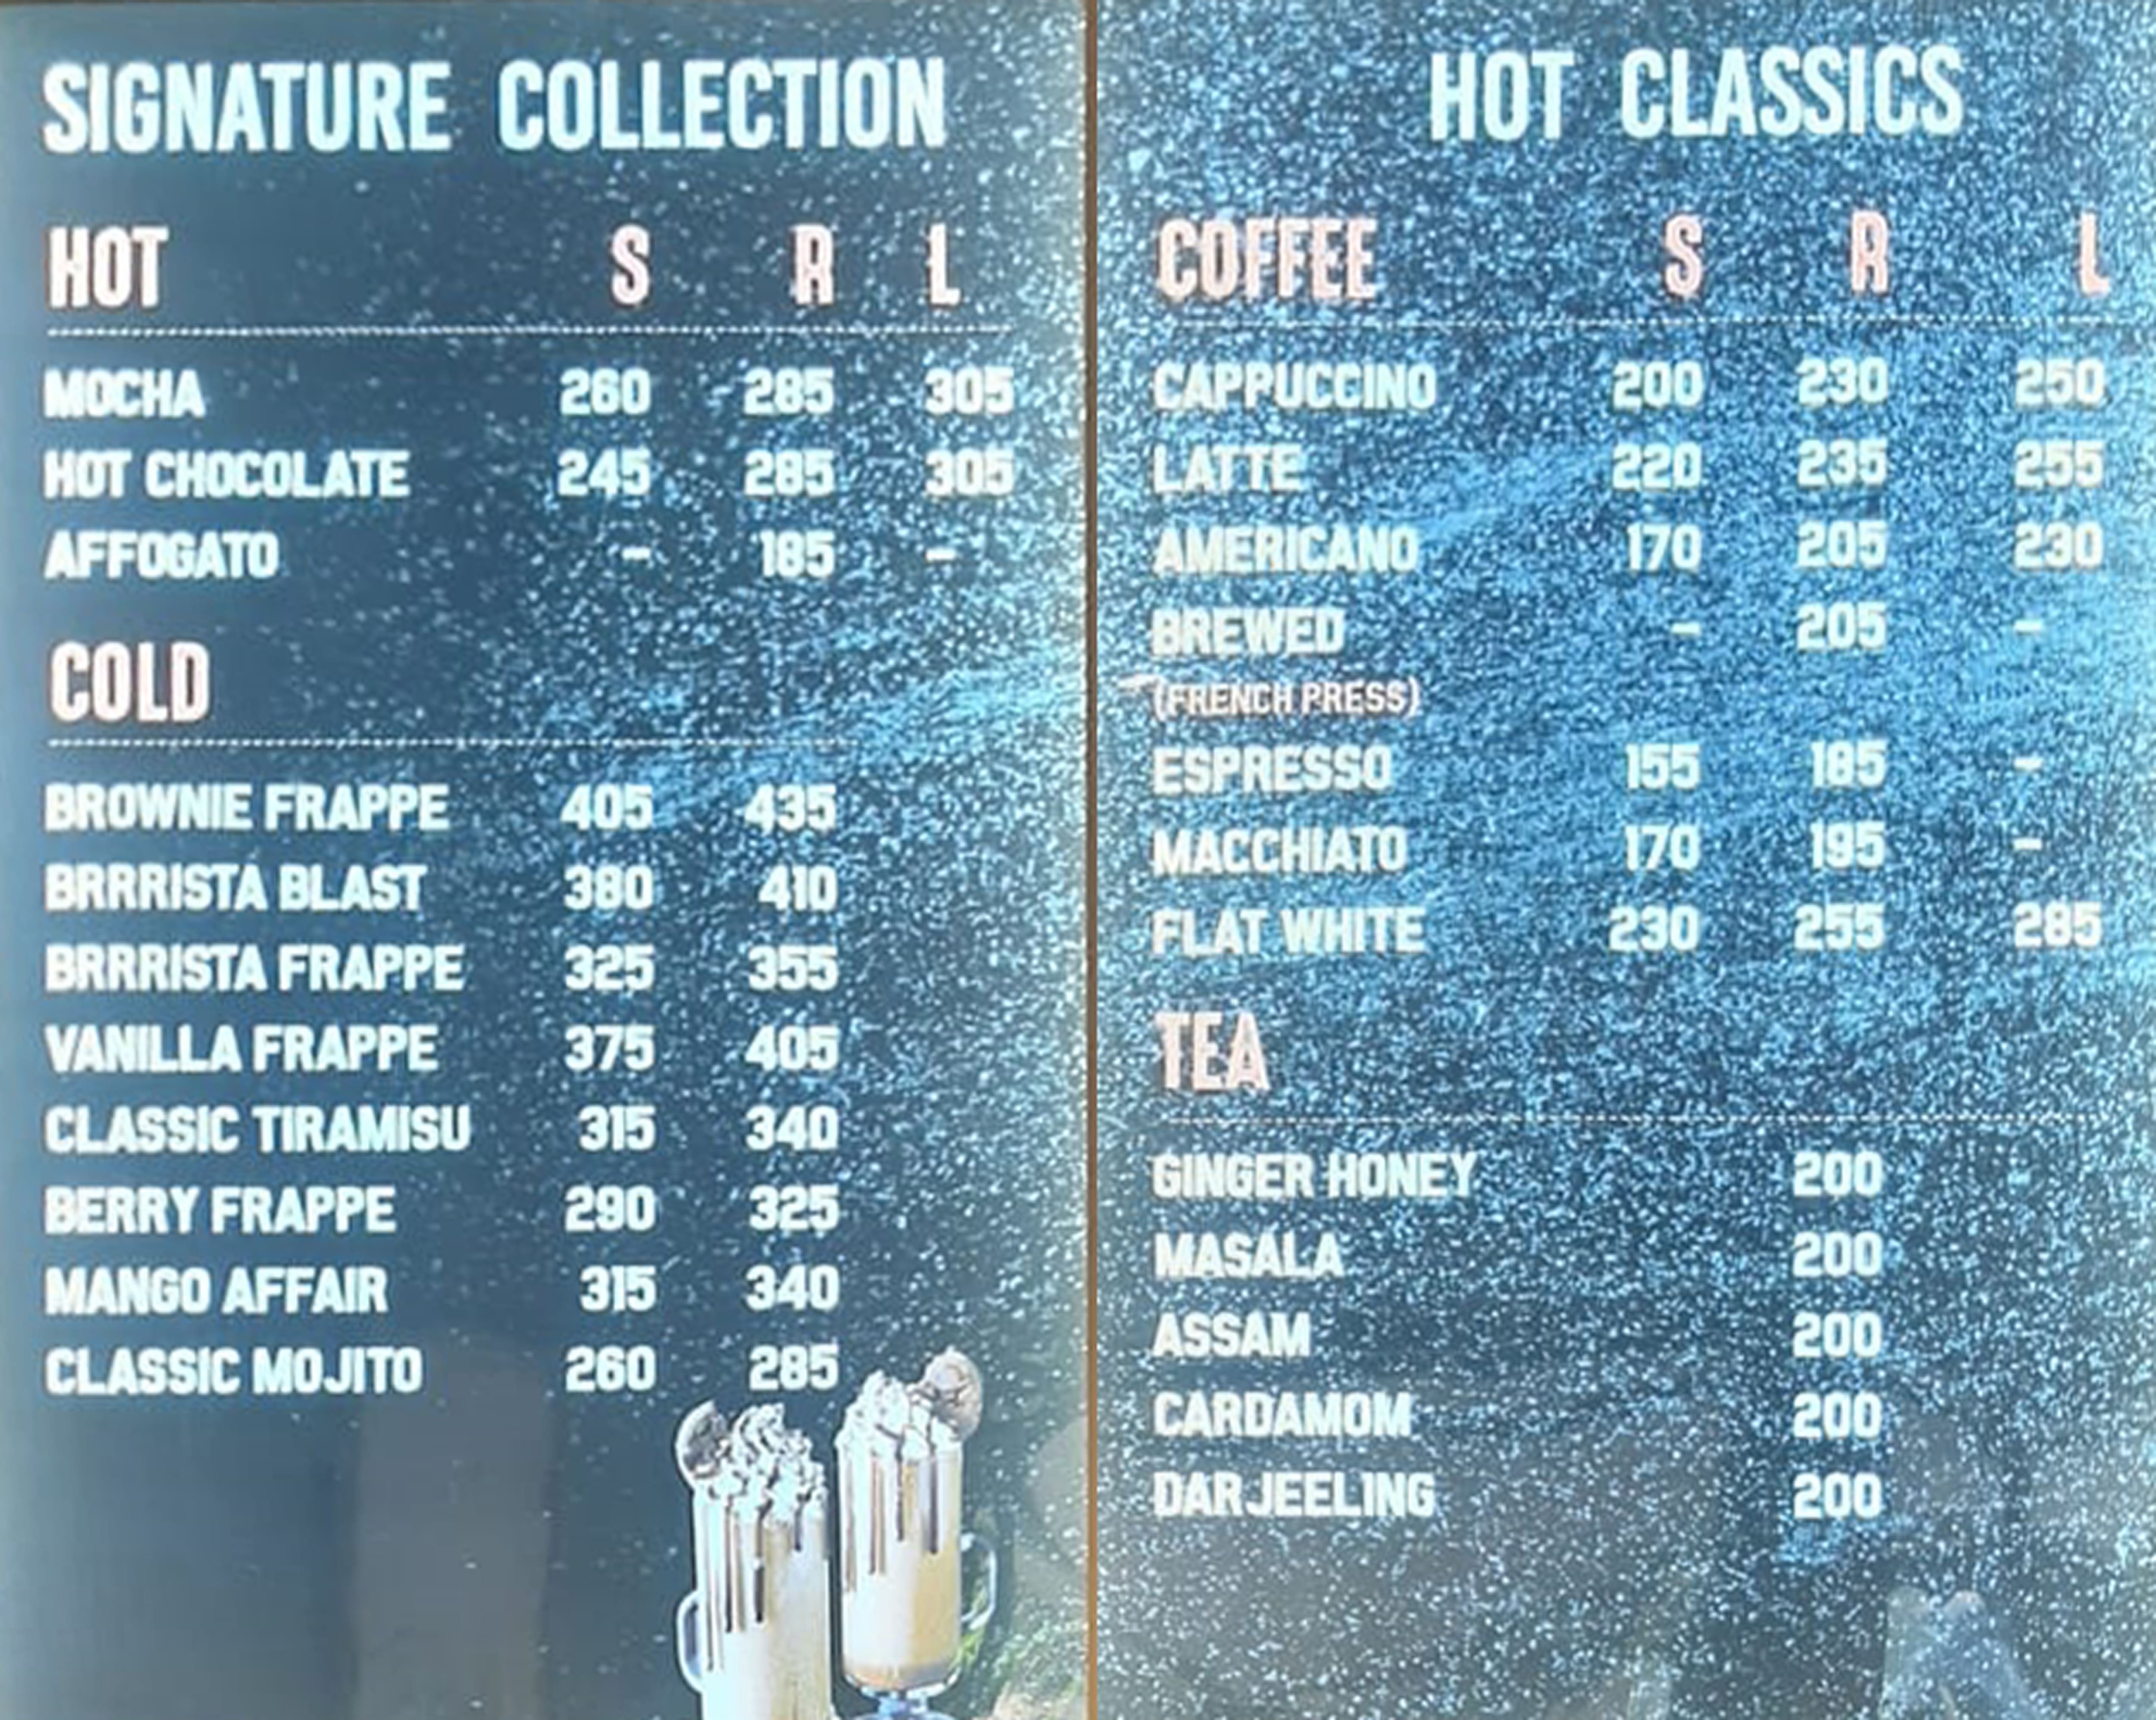 SIGNATURE COLLECTION
HOT S R L
MOCHA 260 285 305
HOT CHOCOLATE 245 285 305
AFFOGATO - 185 -
COLD
BROWNIE FRAPPE 405 435
BRRRISTA BLAST 380 410
BRRRISTA FRAPPE 325 355
VANILLA FRAPPE 375 405
CLASSIC TIRAMISU 315 340
BERRY FRAPPE 290 325
MANGO AFFAIR 315 340
CLASSIC MOJITO 260 285
HOT CLASSICS
COFFEE S R L
CAPPUCCINO 200 230 250
LATTE 220 235 255
AMERICANO 170 205 230
BREWED - 205 -
(FRENCH PRESS)
ESPRESSO 155 185 -
MACCHIATO 170 195 -
FLAT WHITE 230 255 285
TEA
GINGER HONEY 200
MASALA 200
ASSAM 200
CARDAMOM 200
DARJEELING 200